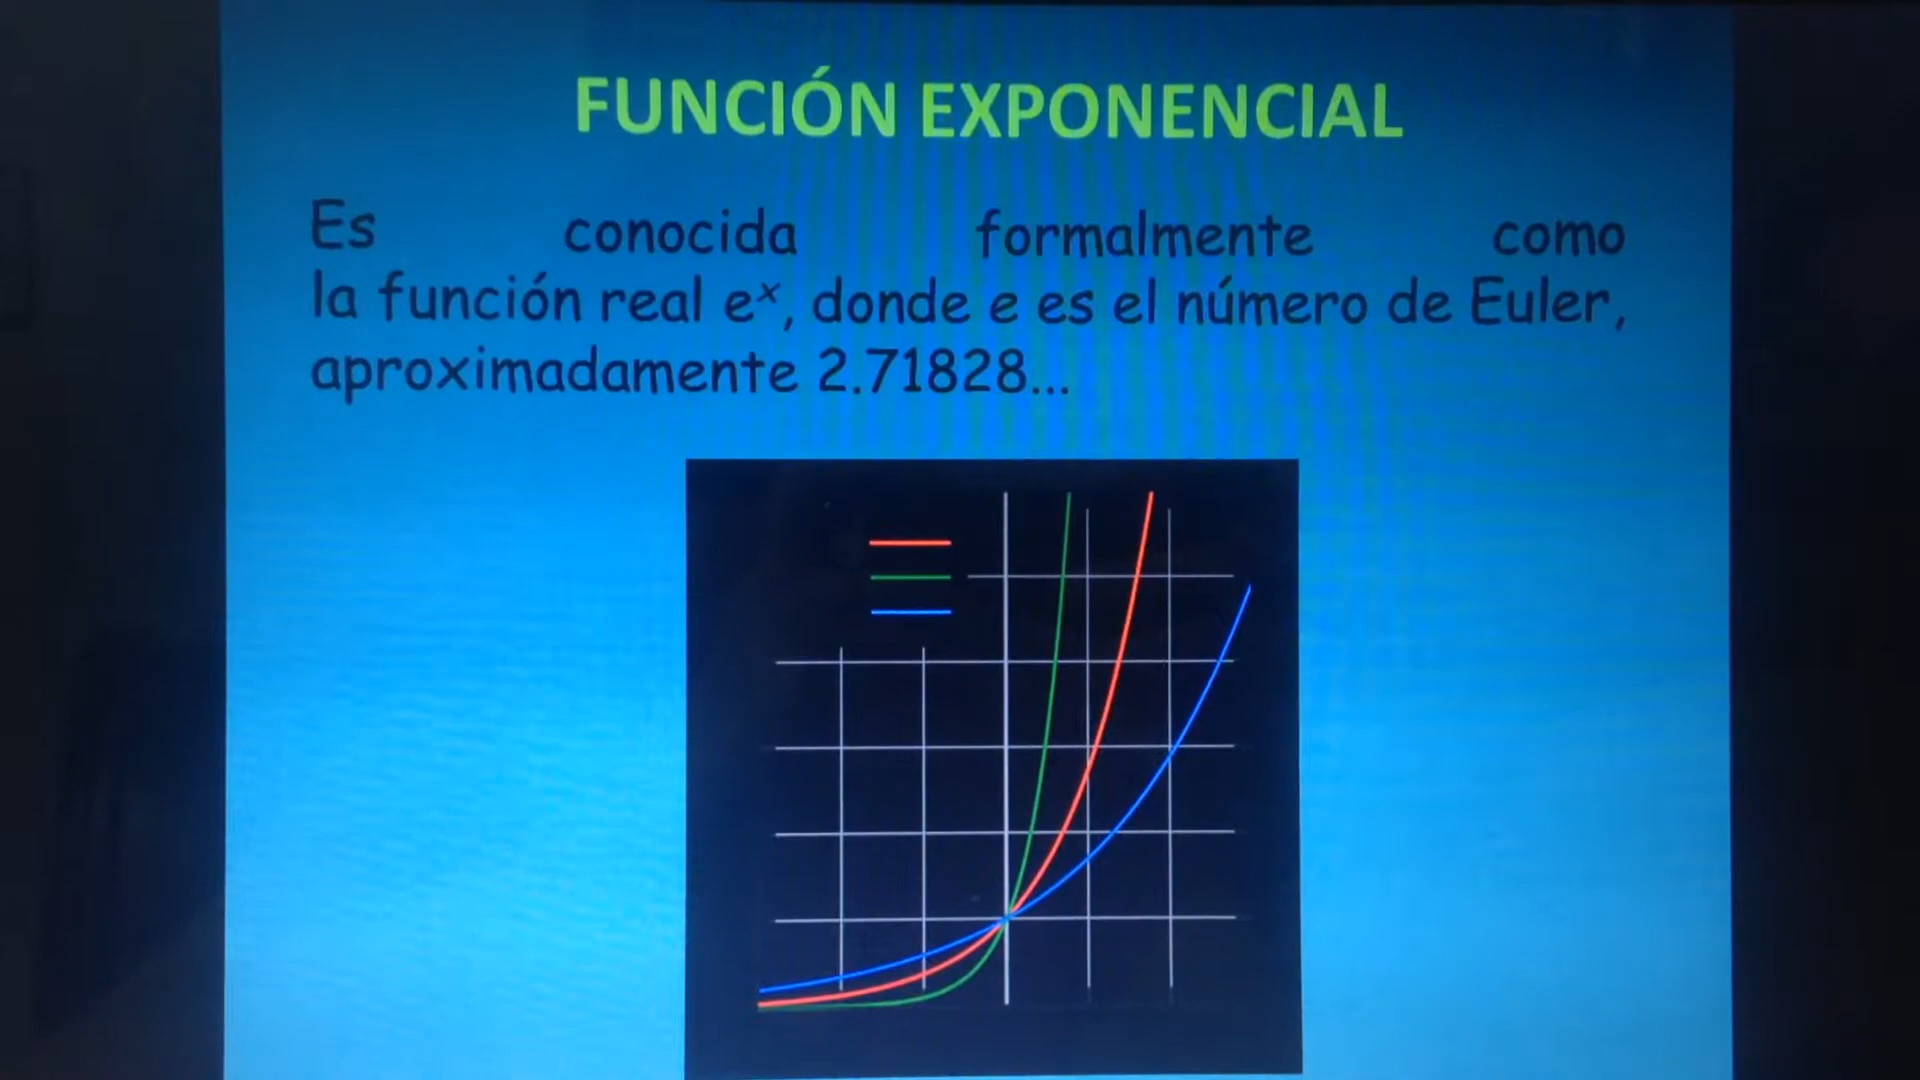 FUNCIÓN EXPONENCIAL
Es conocida formalmente como
la función real eˣ, donde e es el número de Euler,
aproximadamente 2.71828...